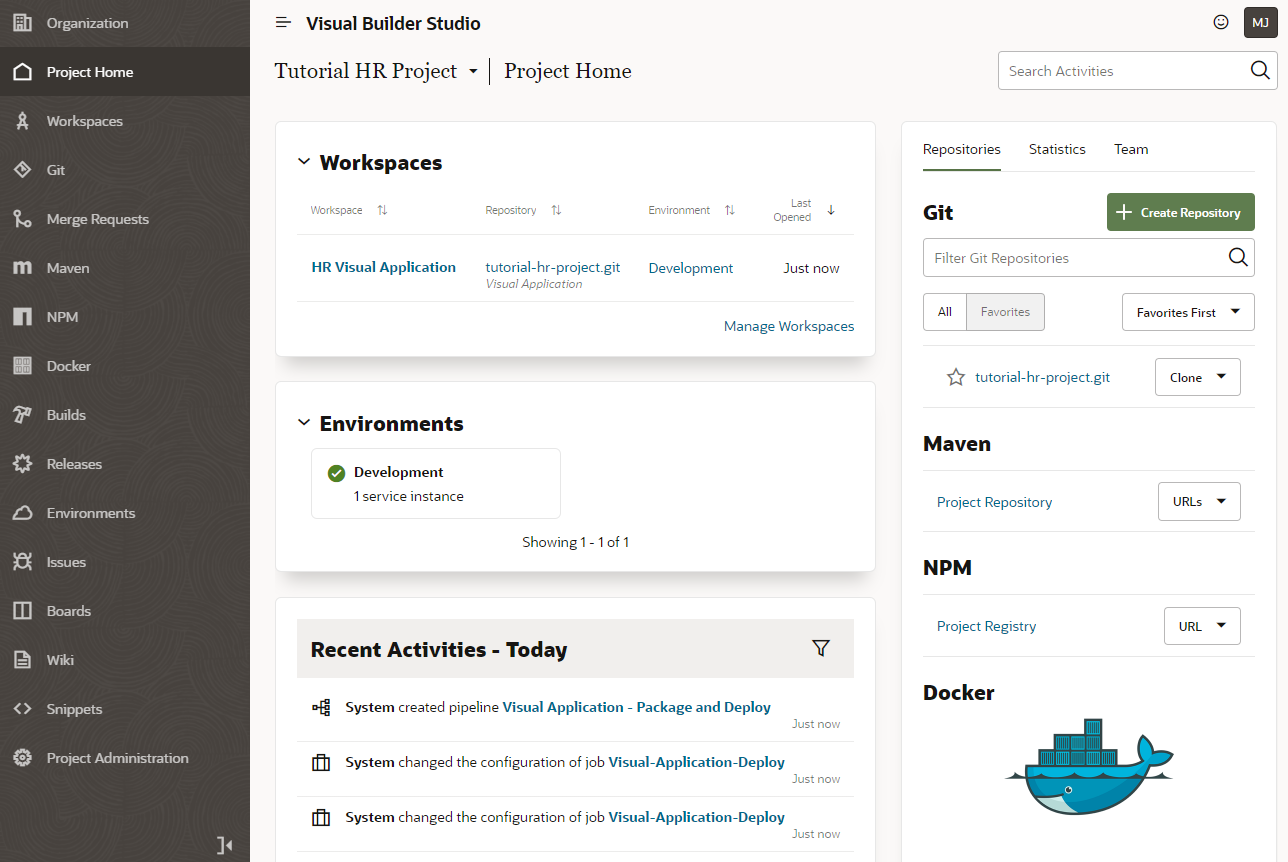 Organization
Project Home
Workspaces
Git
Merge Requests
Maven
NPM
Docker
Builds
Releases
Environments
Issues
Boards
Wiki
Snippets
Project Administration
Visual Builder Studio
MJ
Tutorial HR Project
Project Home
Search Activities
Workspaces
Workspace
Repository
Environment
Last
Opened
HR Visual Application
tutorial-hr-project.git
Visual Application
Development
Just now
Manage Workspaces
Environments
Development
1 service instance
Showing 1 - 1 of 1
Recent Activities - Today
System created pipeline Visual Application - Package and Deploy
Just now
System changed the configuration of job Visual-Application-Deploy
Just now
System changed the configuration of job Visual-Application-Deploy
Just now
Repositories
Statistics
Team
Git
Create Repository
Filter Git Repositories
All
Favorites
Favorites First
tutorial-hr-project.git
Clone
Maven
Project Repository
URLs
NPM
Project Registry
URL
Docker